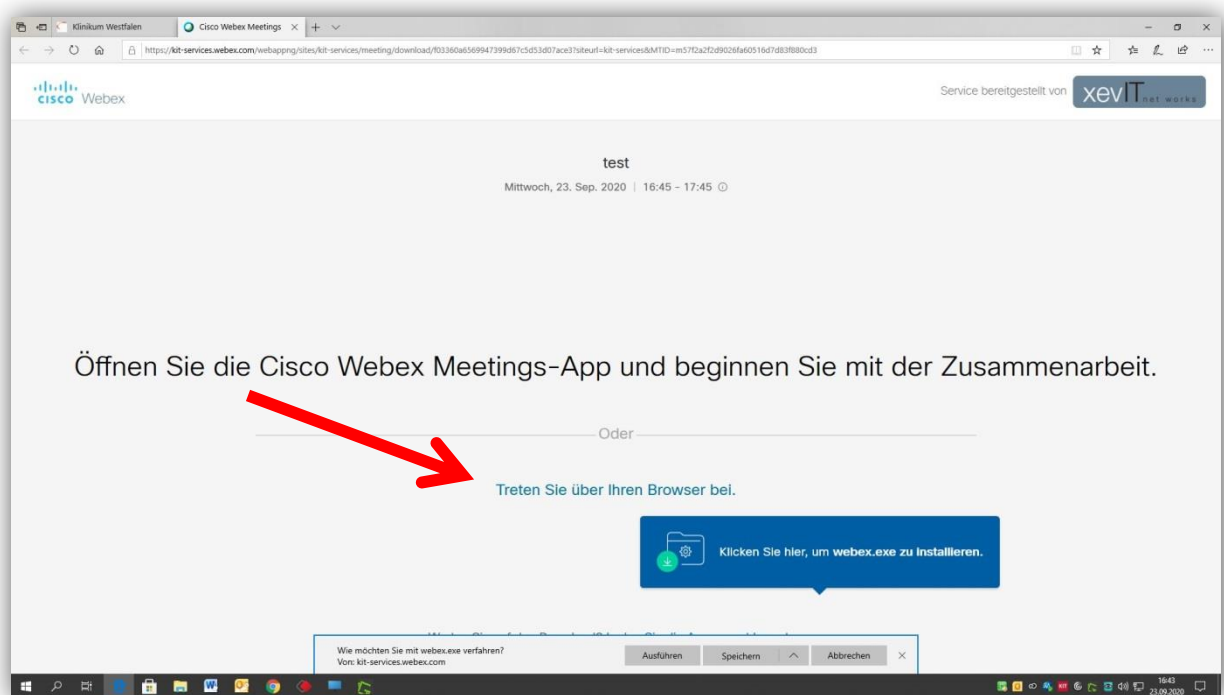 Klinikum Westfalen
Cisco Webex Meetings
https://kit-services.webex.com/webappng/sites/kit-services/meeting/download/f03360a6569947399d67c5d53d07ace3?siteurl=kit-services&MTID=m57f2a2f2d9026fa60516d7d83f880cd3
cisco Webex
Service bereitgestellt von
xevIT net works
test
Mittwoch, 23. Sep. 2020 | 16:45 - 17:45
Öffnen Sie die Cisco Webex Meetings-App und beginnen Sie mit der Zusammenarbeit.
Oder
Treten Sie über Ihren Browser bei.
Klicken Sie hier, um webex.exe zu installieren.
Wie möchten Sie mit webex.exe verfahren?
Von: kit-services.webex.com
Ausführen
Speichern
Abbrechen
16:43
23.09.2020